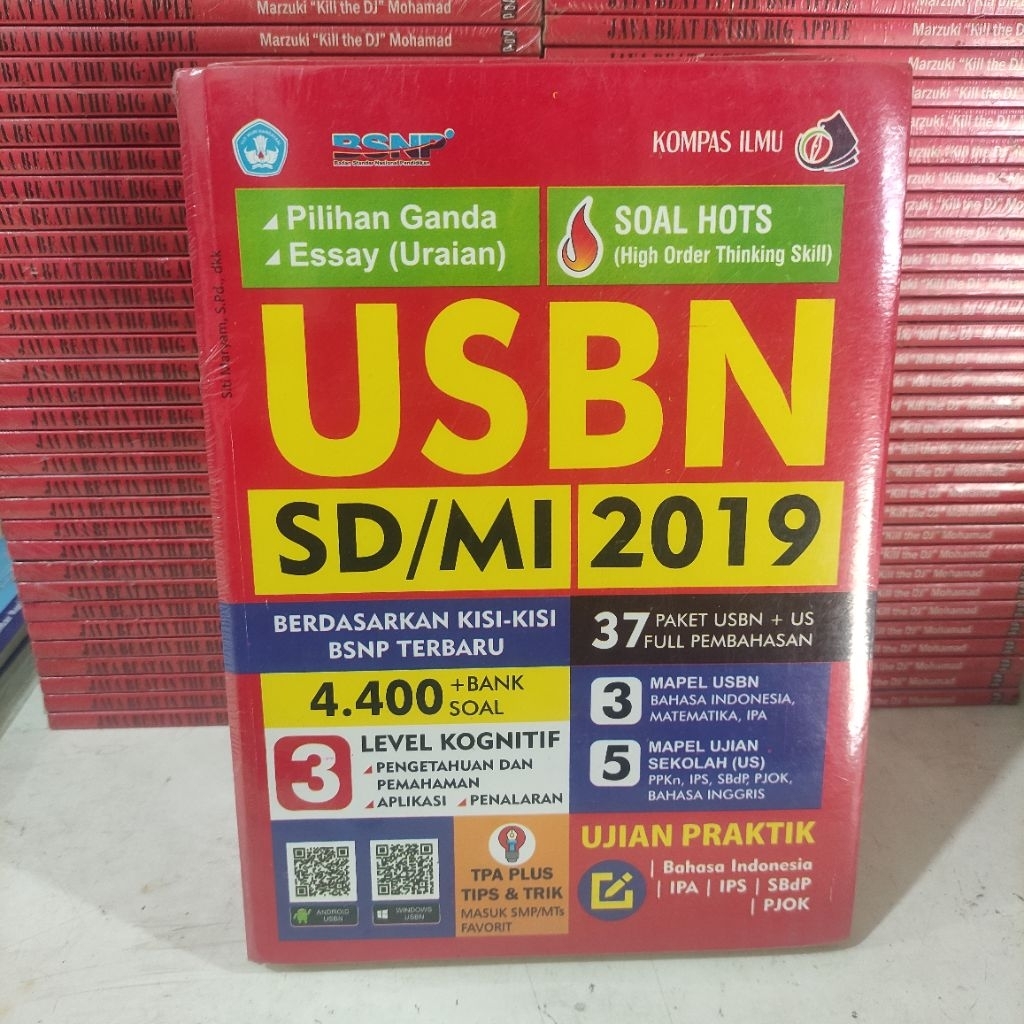 Marzuki "Kill the DJ" Mohamad
JAVA BEAT IN THE BIG APPLE
BSNP
Badan Standar Nasional Pendidikan
KOMPAS ILMU
Pilihan Ganda
Essay (Uraian)
SOAL HOTS
(High Order Thinking Skill)
Siti Maryam, S.Pd., dkk
USBN
SD/MI 2019
BERDASARKAN KISI-KISI
BSNP TERBARU
37 PAKET USBN + US
FULL PEMBAHASAN
4.400 +BANK
SOAL
3 LEVEL KOGNITIF
PENGETAHUAN DAN
PEMAHAMAN
APLIKASI PENALARAN
3 MAPEL USBN
BAHASA INDONESIA,
MATEMATIKA, IPA
5 MAPEL UJIAN
SEKOLAH (US)
PPKn, IPS, SBdP, PJOK,
BAHASA INGGRIS
ANDROID
USBN
WINDOWS
USBN
TPA PLUS
TIPS & TRIK
MASUK SMP/MTs
FAVORIT
UJIAN PRAKTIK
| Bahasa Indonesia
| IPA | IPS | SBdP
| PJOK